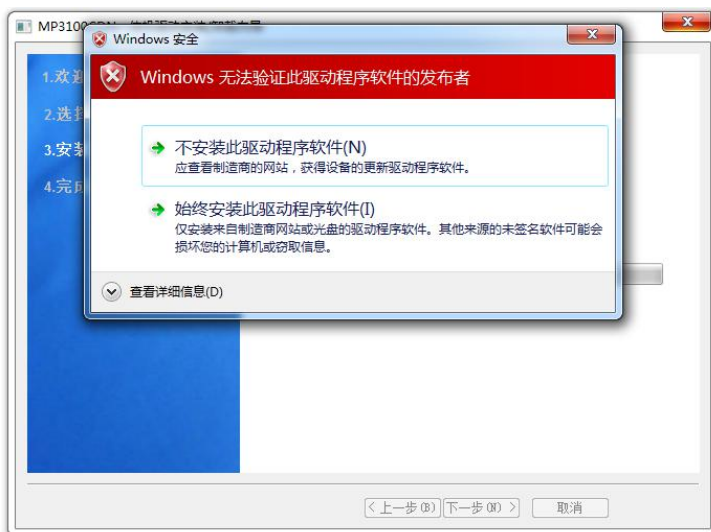 MP3100CDN
Windows 安全
Windows 无法验证此驱动程序软件的发布者
1.欢
2.选
3.安
4.完
不安装此驱动程序软件(N)
应查看制造商的网站，获得设备的更新驱动程序软件。
始终安装此驱动程序软件(I)
仅安装来自制造商网站或光盘的驱动程序软件。其他来源的未签名软件可能会
损坏您的计算机或窃取信息。
查看详细信息(D)
< 上一步(B)
下一步(N) >
取消